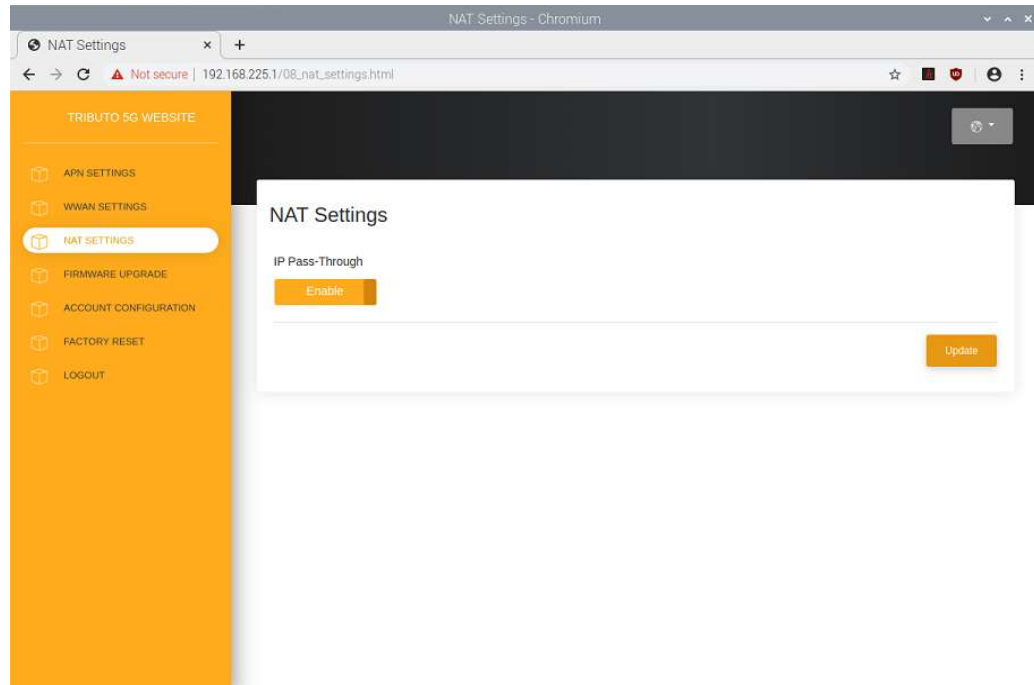 NAT Settings - Chromium
NAT Settings
Not secure | 192.168.225.1/08_nat_settings.html
TRIBUTO 5G WEBSITE
APN SETTINGS
WWAN SETTINGS
NAT SETTINGS
FIRMWARE UPGRADE
ACCOUNT CONFIGURATION
FACTORY RESET
LOGOUT
NAT Settings
IP Pass-Through
Enable
Update